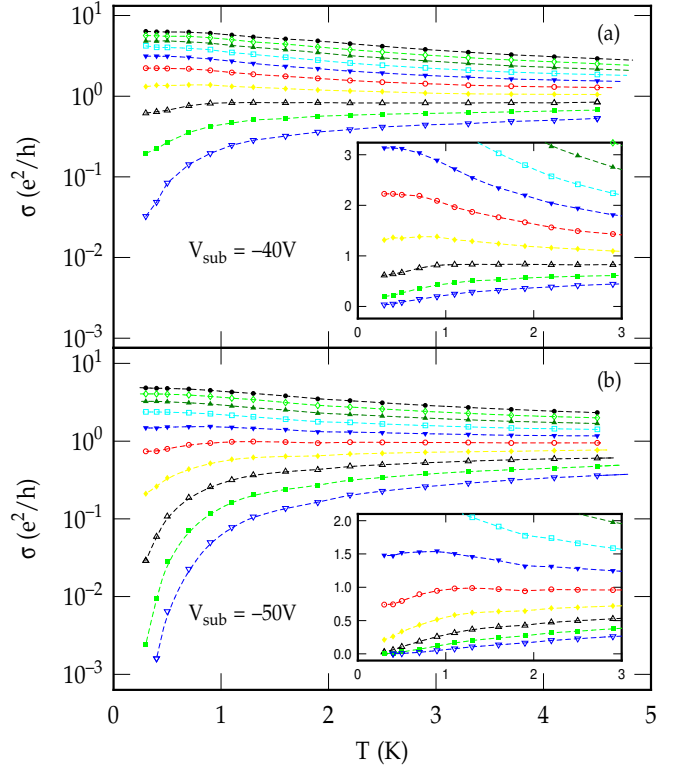 10¹
(a)
10⁰
σ (e²/h)
10⁻¹
10⁻²
10⁻³
V_sub = −40V
3
2
1
0
0 1 2 3
10¹
(b)
10⁰
σ (e²/h)
10⁻¹
10⁻²
10⁻³
V_sub = −50V
2.0
1.5
1.0
0.5
0.0
0 1 2 3
0 1 2 3 4 5
T (K)